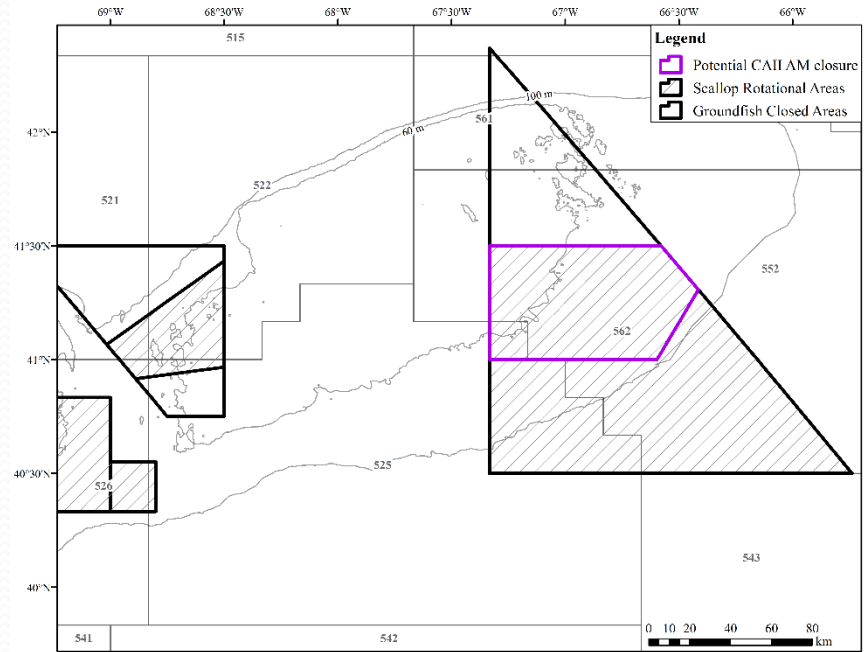 69°W 68°30'W 68°W 67°30'W 67°W 66°30'W 66°W
515
Legend
Potential CAII AM closure
Scallop Rotational Areas
Groundfish Closed Areas
100 m
60 m
561
42°N
522
521
41°30'N
552
562
41°N
525
40°30'N
526
543
40°N
541
542
0 10 20 40 60 80
km